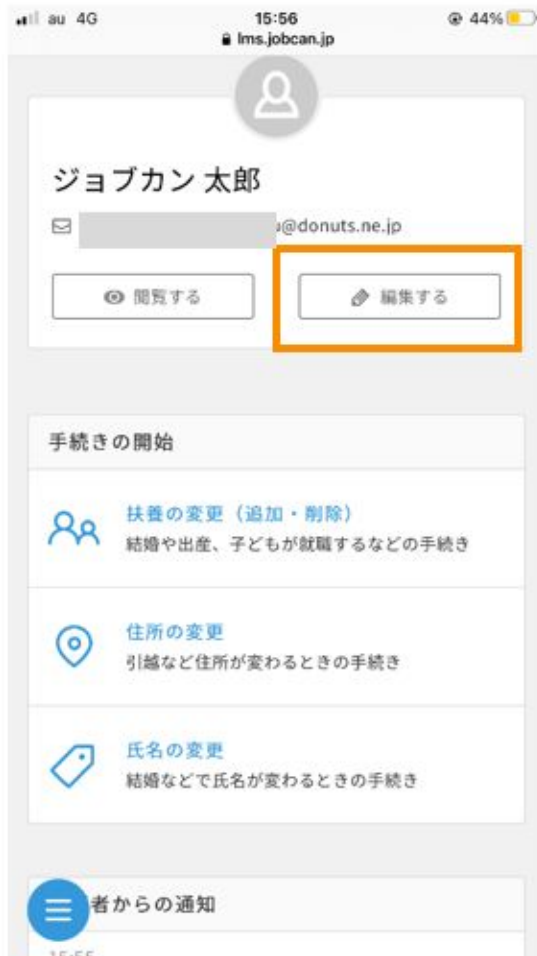 au 4G 15:56 44%
lms.jobcan.jp
ジョブカン 太郎
@donuts.ne.jp
閲覧する 編集する
手続きの開始
扶養の変更（追加・削除）
結婚や出産、子どもが就職するなどの手続き
住所の変更
引越など住所が変わるときの手続き
氏名の変更
結婚などで氏名が変わるときの手続き
者からの通知